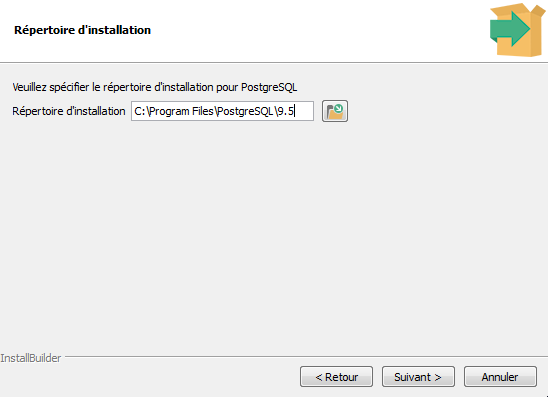 Répertoire d'installation
Veuillez spécifier le répertoire d'installation pour PostgreSQL
Répertoire d'installation C:\Program Files\PostgreSQL\9.5
InstallBuilder
< Retour Suivant > Annuler